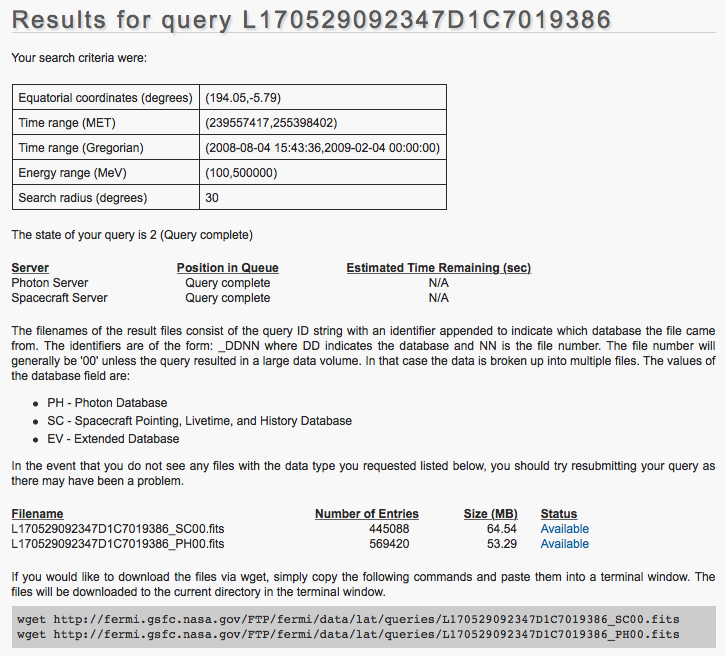 Results for query L170529092347D1C7019386
Your search criteria were:
Equatorial coordinates (degrees) (194.05,-5.79)
Time range (MET) (239557417,255398402)
Time range (Gregorian) (2008-08-04 15:43:36,2009-02-04 00:00:00)
Energy range (MeV) (100,500000)
Search radius (degrees) 30
The state of your query is 2 (Query complete)
Server Position in Queue Estimated Time Remaining (sec)
Photon Server Query complete N/A
Spacecraft Server Query complete N/A
The filenames of the result files consist of the query ID string with an identifier appended to indicate which database the file came
from. The identifiers are of the form: _DDNN where DD indicates the database and NN is the file number. The file number will
generally be '00' unless the query resulted in a large data volume. In that case the data is broken up into multiple files. The values of
the database field are:
• PH - Photon Database
• SC - Spacecraft Pointing, Livetime, and History Database
• EV - Extended Database
In the event that you do not see any files with the data type you requested listed below, you should try resubmitting your query as
there may have been a problem.
Filename Number of Entries Size (MB) Status
L170529092347D1C7019386_SC00.fits 445088 64.54 Available
L170529092347D1C7019386_PH00.fits 569420 53.29 Available
If you would like to download the files via wget, simply copy the following commands and paste them into a terminal window. The
files will be downloaded to the current directory in the terminal window.
wget http://fermi.gsfc.nasa.gov/FTP/fermi/data/lat/queries/L170529092347D1C7019386_SC00.fits
wget http://fermi.gsfc.nasa.gov/FTP/fermi/data/lat/queries/L170529092347D1C7019386_PH00.fits